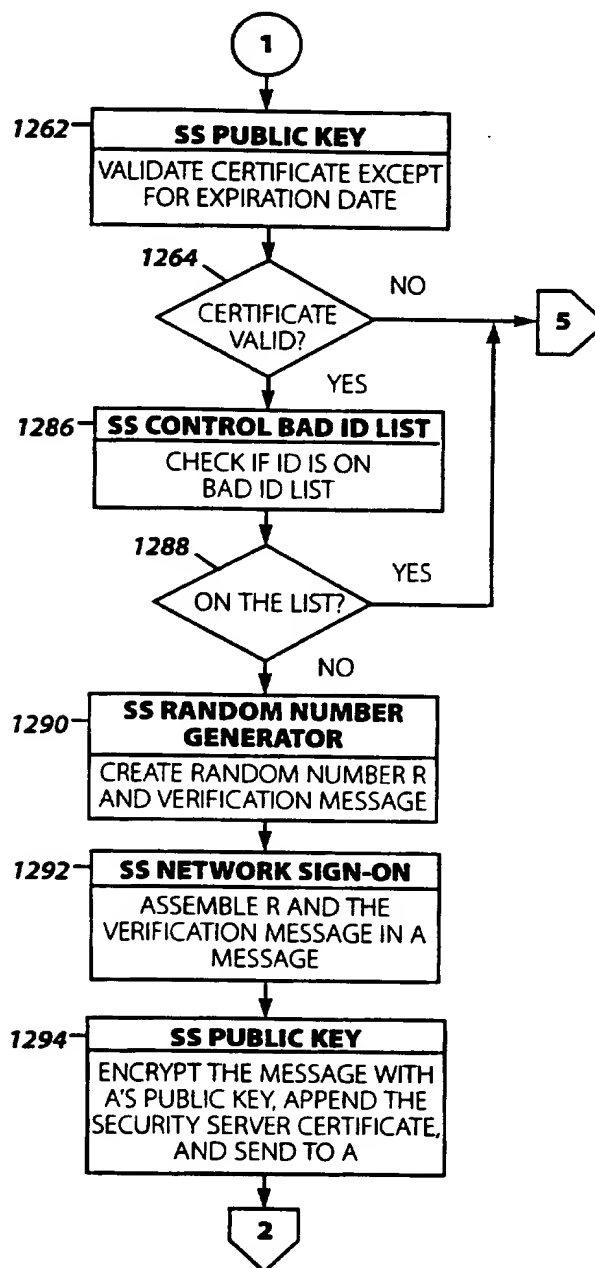 1
1262
SS PUBLIC KEY
VALIDATE CERTIFICATE EXCEPT
FOR EXPIRATION DATE
1264
NO
CERTIFICATE
VALID?
5
YES
1286
SS CONTROL BAD ID LIST
CHECK IF ID IS ON
BAD ID LIST
1288
YES
ON THE LIST?
NO
1290
SS RANDOM NUMBER
GENERATOR
CREATE RANDOM NUMBER R
AND VERIFICATION MESSAGE
1292
SS NETWORK SIGN-ON
ASSEMBLE R AND THE
VERIFICATION MESSAGE IN A
MESSAGE
1294
SS PUBLIC KEY
ENCRYPT THE MESSAGE WITH
A'S PUBLIC KEY, APPEND THE
SECURITY SERVER CERTIFICATE,
AND SEND TO A
2